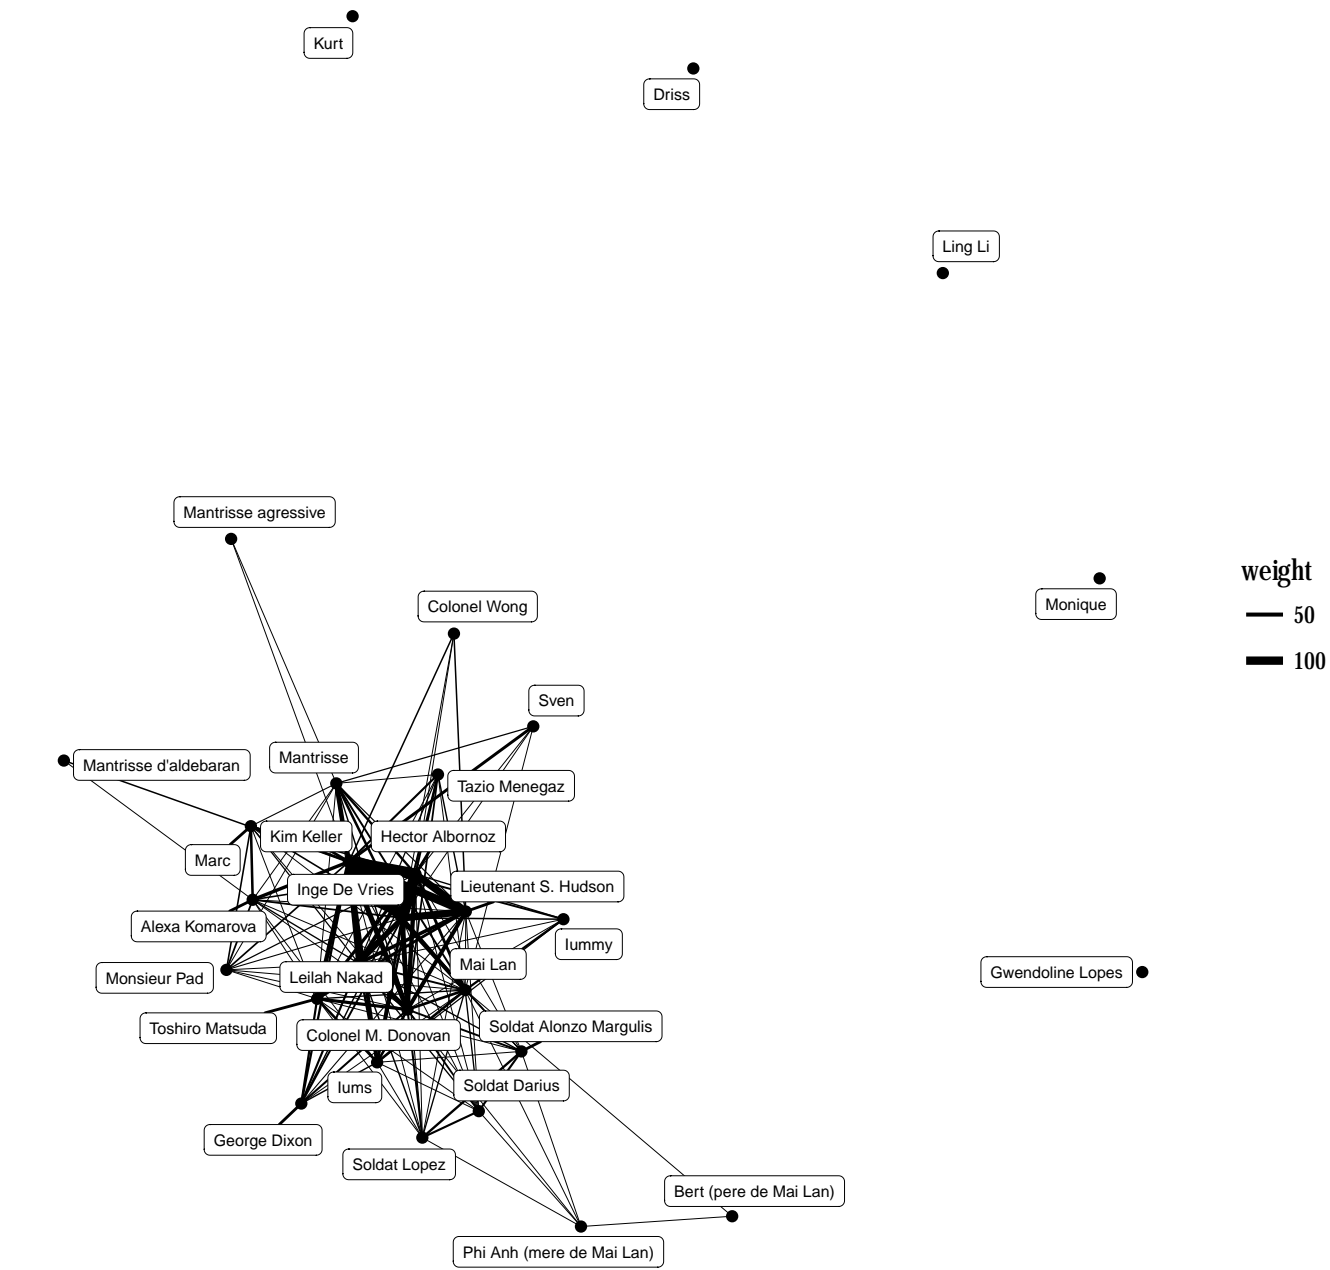 Kurt
Driss
Ling Li
Mantrisse agressive
weight
50
100
Colonel Wong
Monique
Sven
Mantrisse
Mantrisse d'aldebaran
Tazio Menegaz
Kim Keller
Hector Albornoz
Marc
Inge De Vries
Lieutenant S. Hudson
Alexa Komarova
Iummy
Mai Lan
Monsieur Pad
Leilah Nakad
Gwendoline Lopes
Toshiro Matsuda
Soldat Alonzo Margulis
Colonel M. Donovan
Iums
Soldat Darius
George Dixon
Soldat Lopez
Bert (pere de Mai Lan)
Phi Anh (mere de Mai Lan)